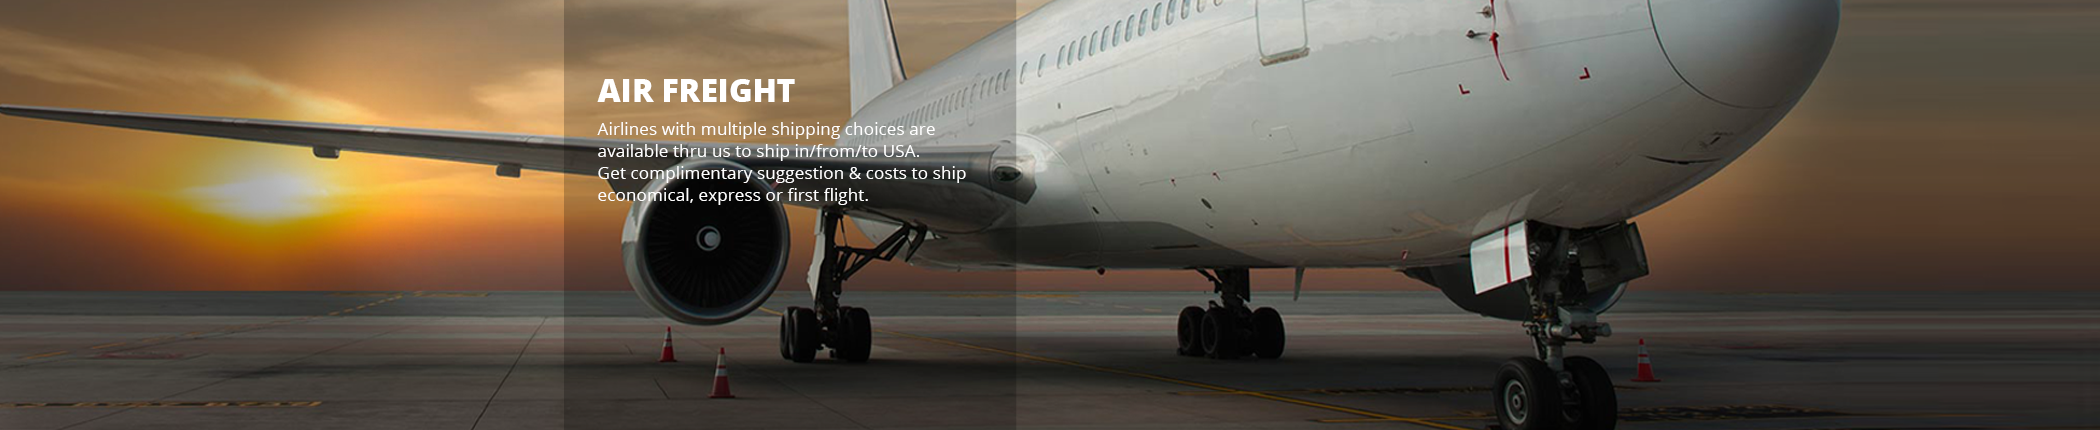 AIR FREIGHT
Airlines with multiple shipping choices are
available thru us to ship in/from/to USA.
Get complimentary suggestion & costs to ship
economical, express or first flight.